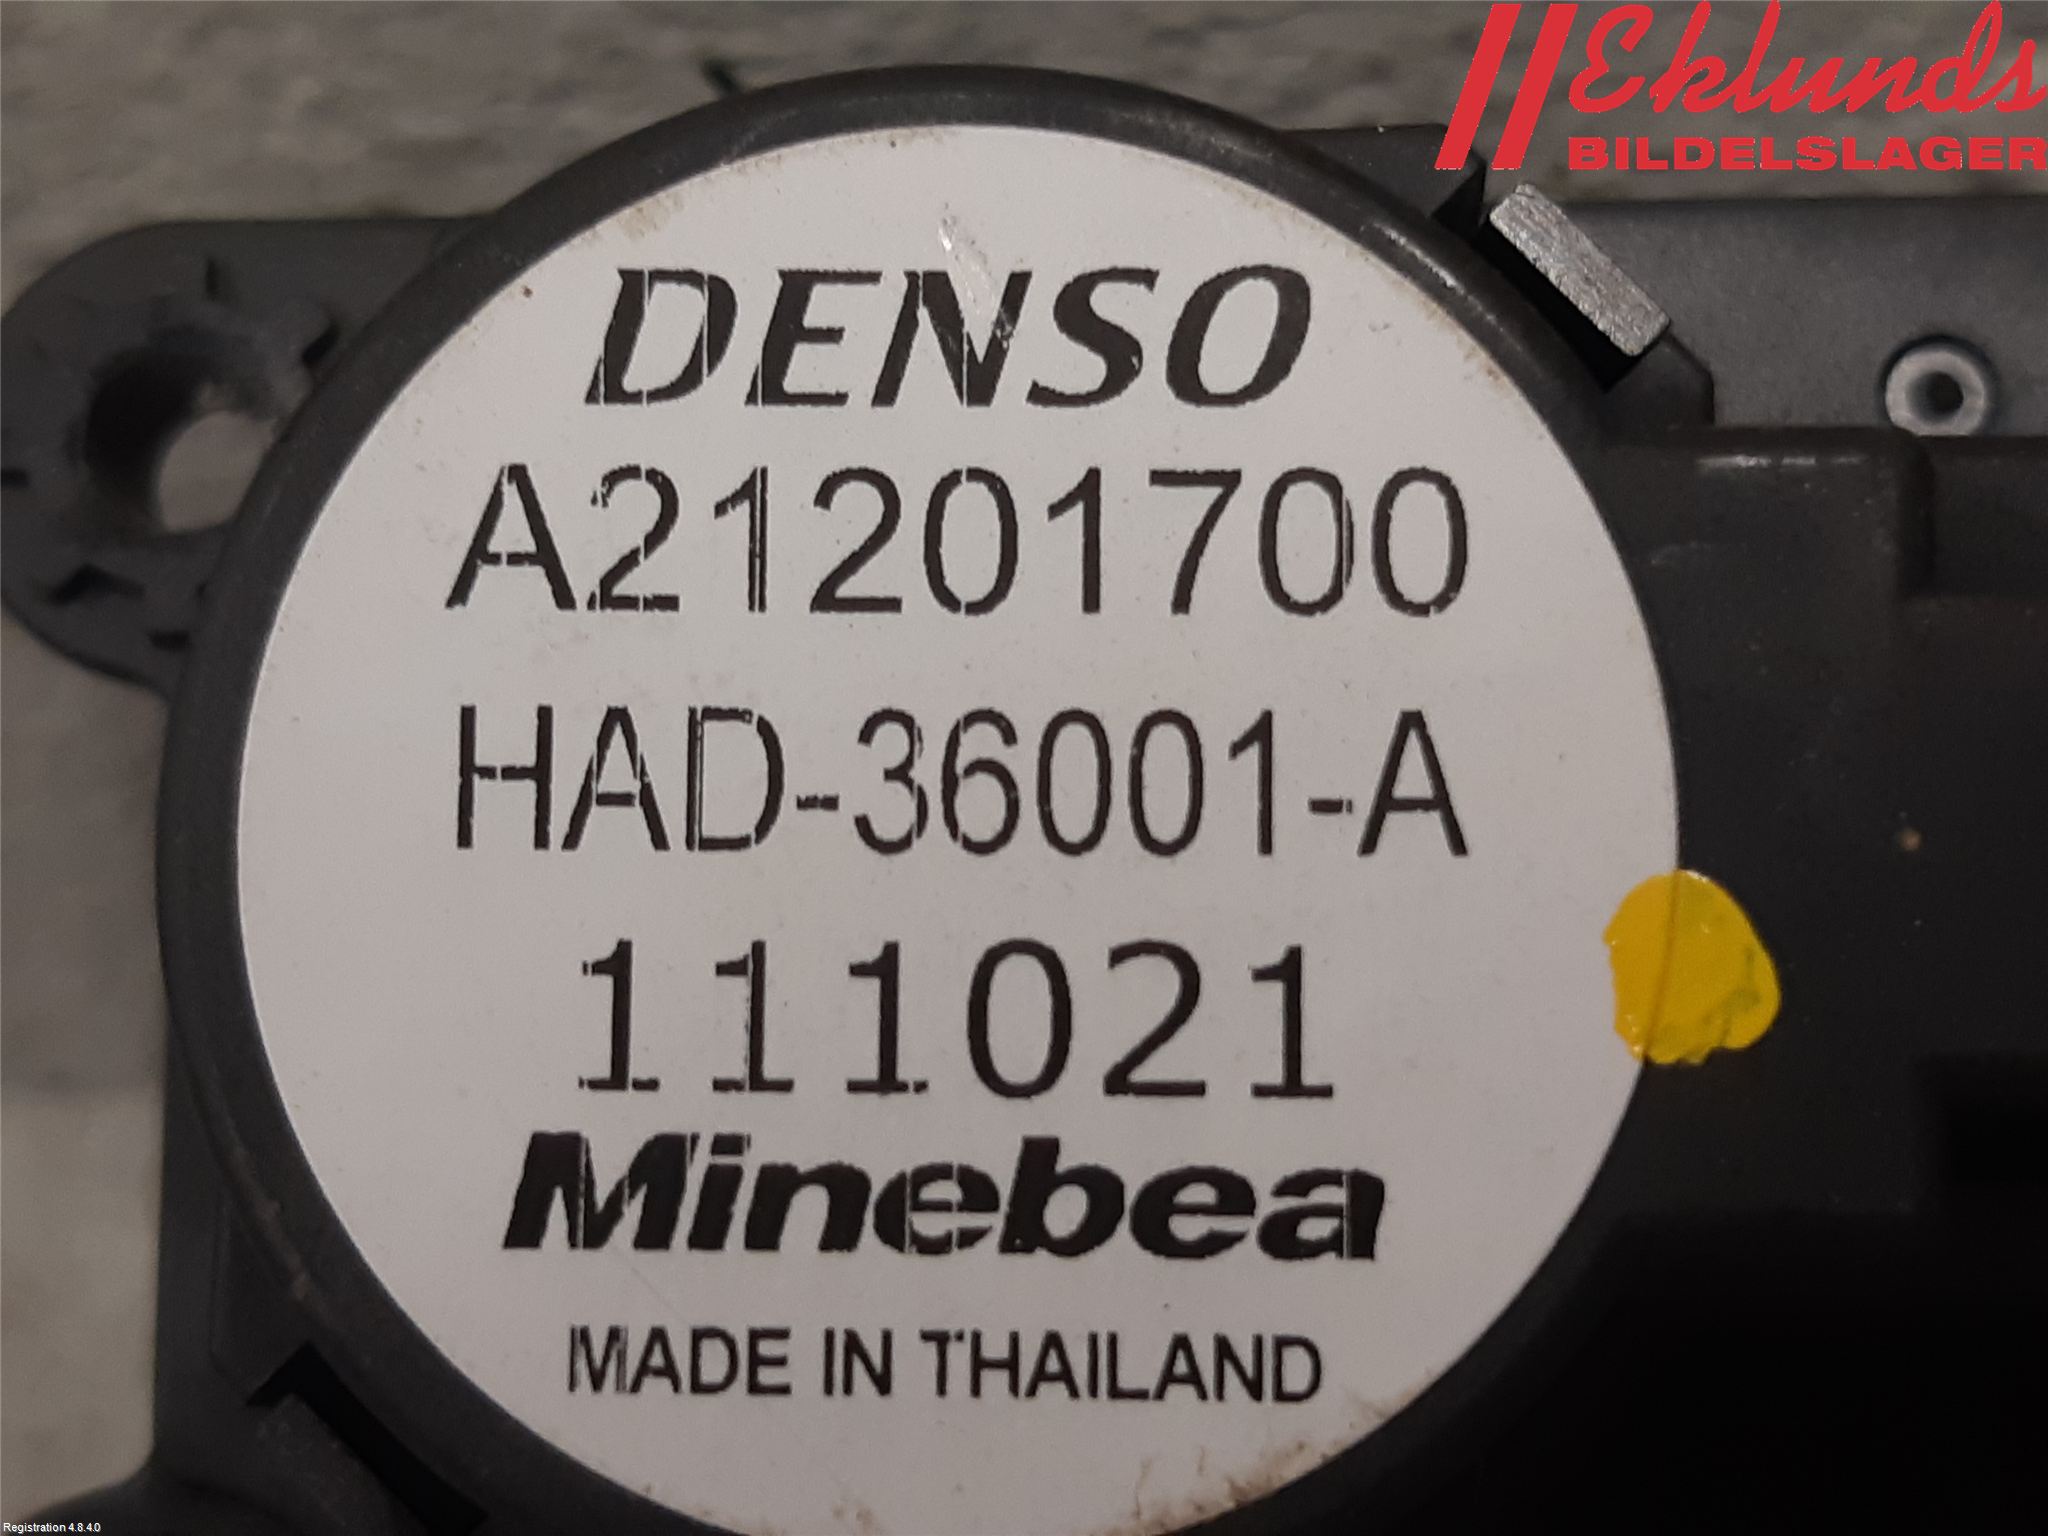 Eklunds
BILDELSLAGER
DENSO
A21201700
HAD-36001-A
111021
Minebea
MADE IN THAILAND
Registration 4.8.4.0